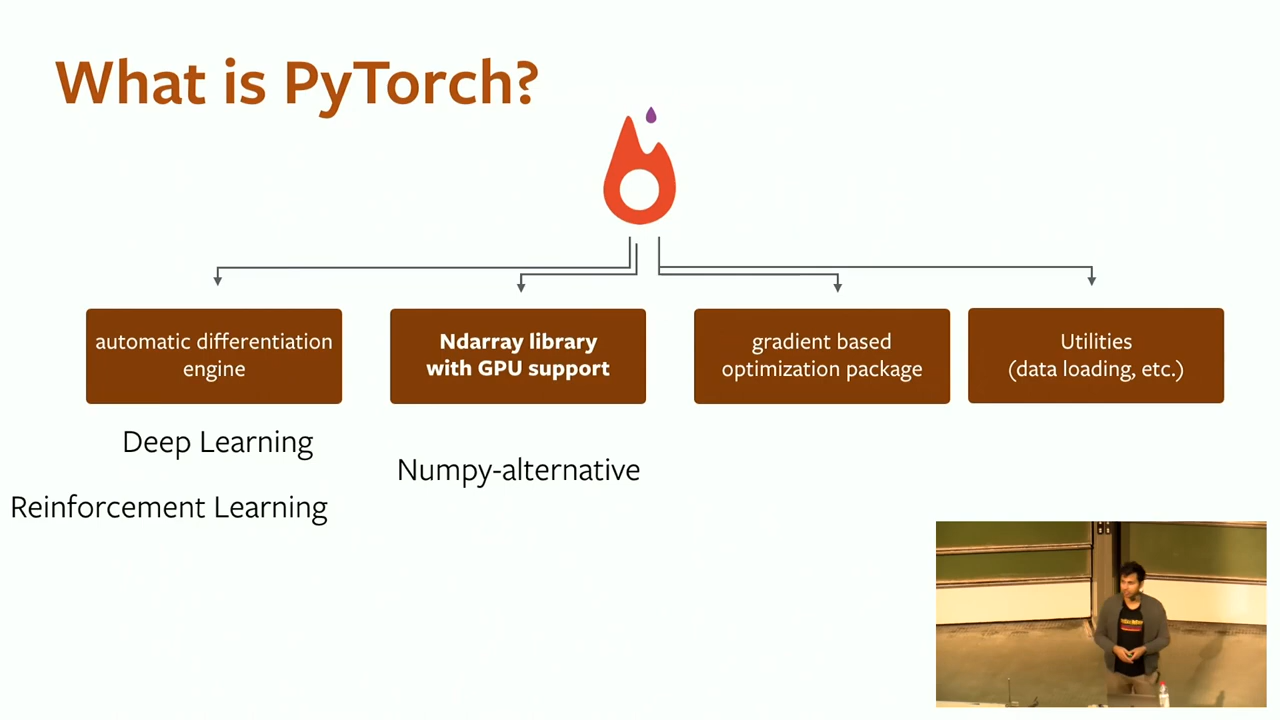 What is PyTorch?
automatic differentiation
engine
Ndarray library
with GPU support
gradient based
optimization package
Utilities
(data loading, etc.)
Deep Learning
Numpy-alternative
Reinforcement Learning